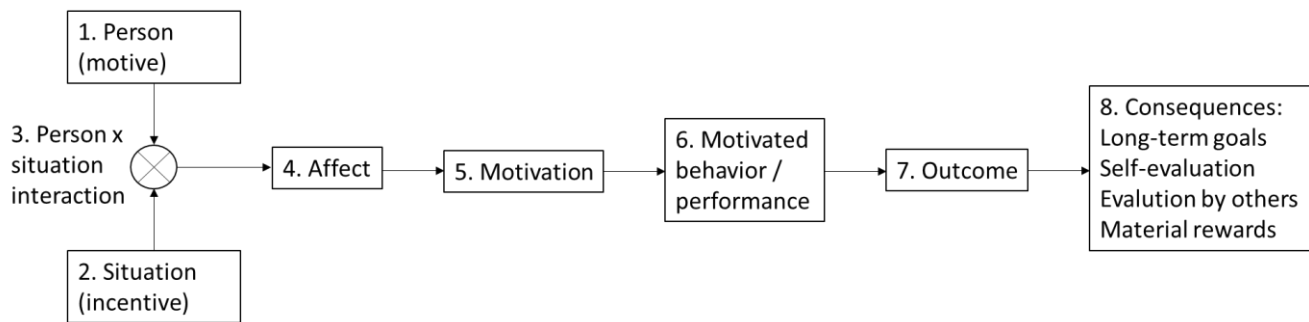 1. Person
(motive)
3. Person x
situation
interaction
2. Situation
(incentive)
4. Affect
5. Motivation
6. Motivated
behavior /
performance
7. Outcome
8. Consequences:
Long-term goals
Self-evaluation
Evalution by others
Material rewards